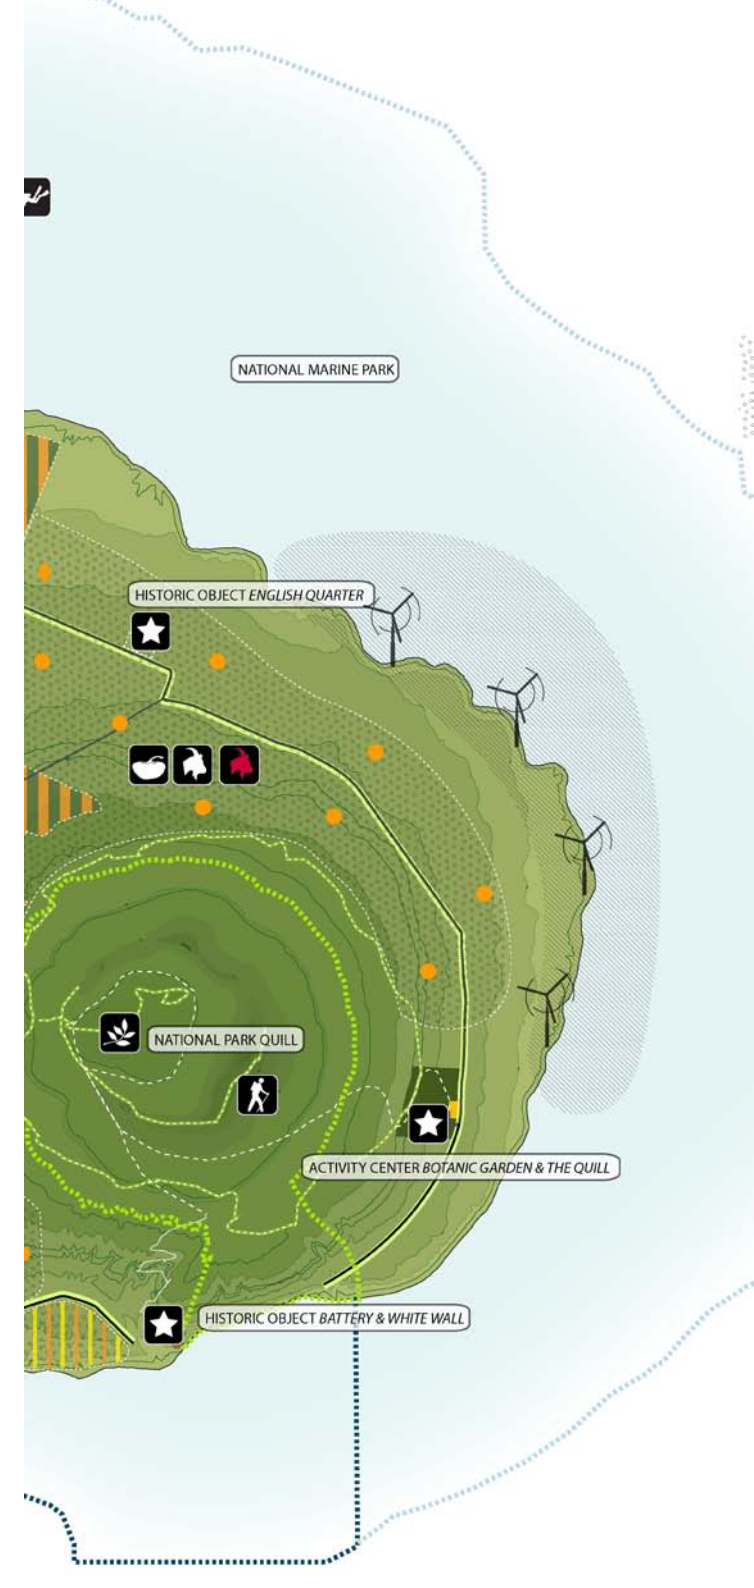 NATIONAL MARINE PARK
HISTORIC OBJECT ENGLISH QUARTER
NATIONAL PARK QUILL
ACTIVITY CENTER BOTANIC GARDEN & THE QUILL
HISTORIC OBJECT BATTERY & WHITE WALL